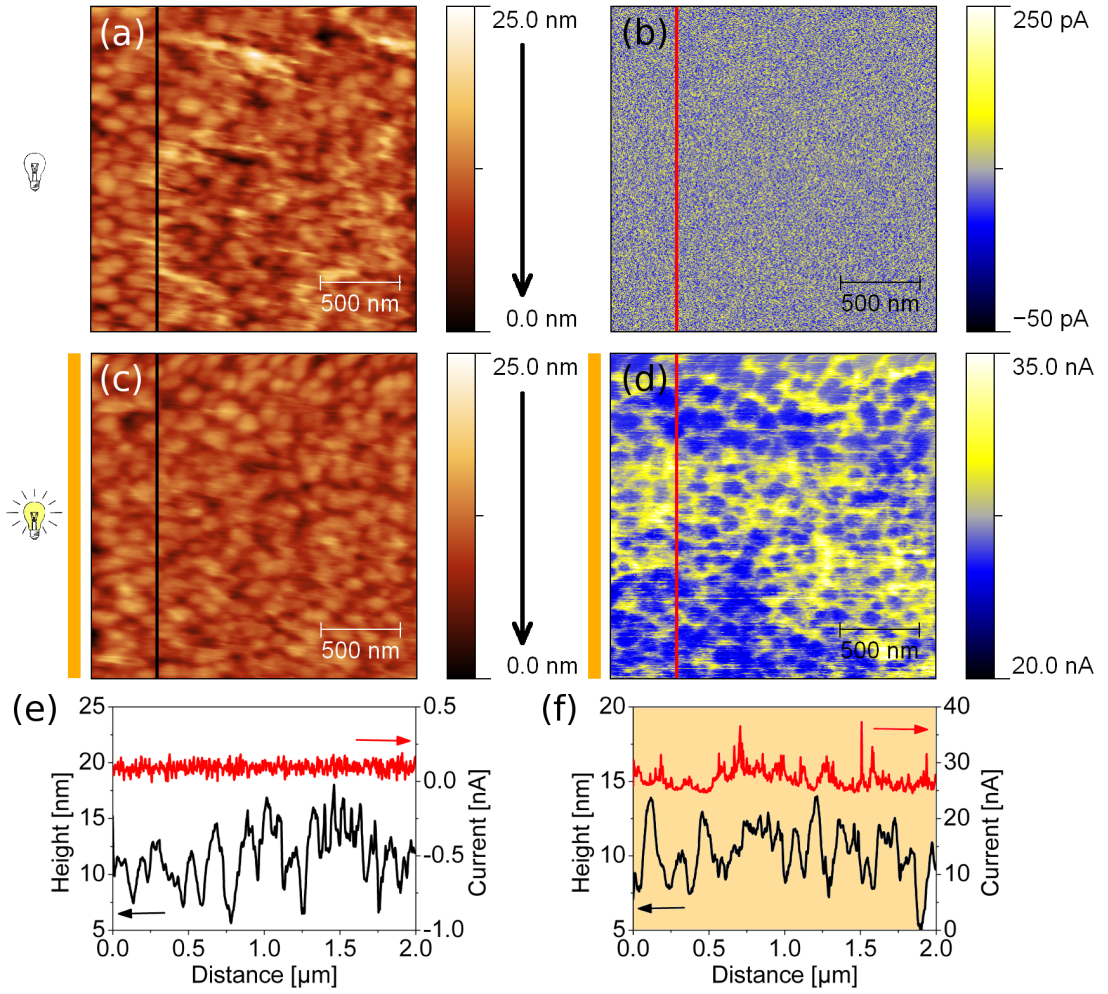 (a)
25.0 nm
0.0 nm
500 nm
(b)
250 pA
−50 pA
500 nm
(c)
25.0 nm
0.0 nm
500 nm
(d)
35.0 nA
20.0 nA
500 nm
(e)
25
20
15
10
5
Height [nm]
0.5
0.0
-0.5
-1.0
Current [nA]
0.0 0.5 1.0 1.5 2.0
Distance [µm]
(f)
20
15
10
5
Height [nm]
40
30
20
10
0
Current [nA]
0.0 0.5 1.0 1.5 2.0
Distance [µm]